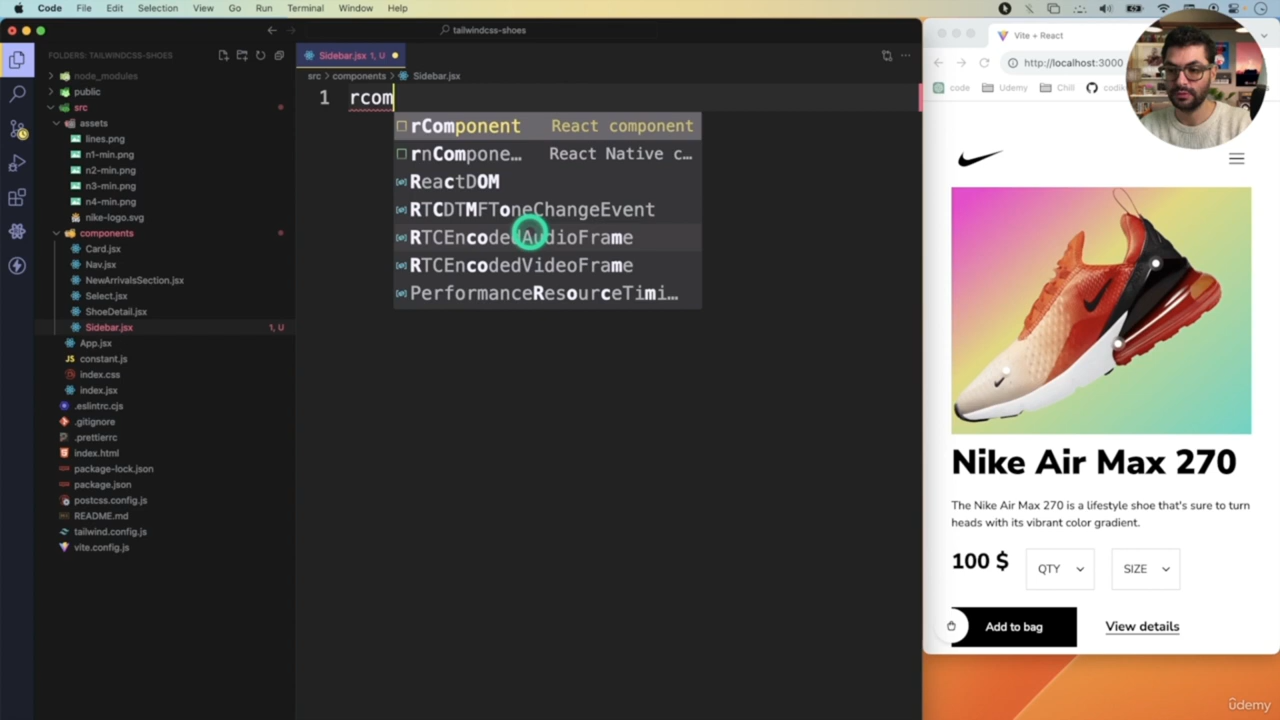 Code File Edit Selection View Go Run Terminal Window Help
tailwindcss-shoes
FOLDERS: TAILWINDCSS-SHOES
node_modules
public
src
assets
lines.png
n1-min.png
n2-min.png
n3-min.png
n4-min.png
nike-logo.svg
components
Card.jsx
Nav.jsx
NewArrivalsSection.jsx
Select.jsx
ShoeDetail.jsx
Sidebar.jsx 1, U
App.jsx
JS constant.js
index.css
index.jsx
.eslintrc.cjs
.gitignore
.prettierrc
index.html
package-lock.json
package.json
postcss.config.js
README.md
tailwind.config.js
vite.config.js
Sidebar.jsx 1, U
src > components > Sidebar.jsx
1 rcom
rComponent React component
rnCompone… React Native c…
ReactDOM
RTCDTMFToneChangeEvent
RTCEncodedAudioFrame
RTCEncodedVideoFrame
PerformanceResourceTimi…
Vite + React
http://localhost:3000
code Udemy Chill
Nike Air Max 270
The Nike Air Max 270 is a lifestyle shoe that's sure to turn
heads with its vibrant color gradient.
100 $ QTY SIZE
Add to bag View details
ûdemy